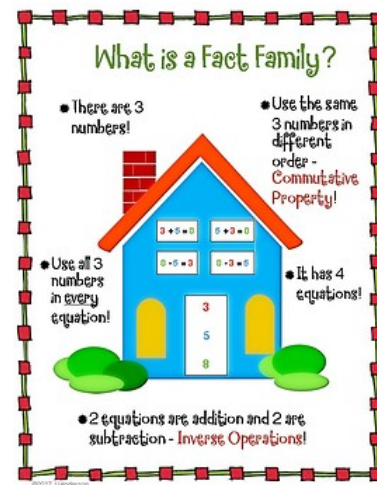 What is a Fact Family?
There are 3
numbers!
Use the same
3 numbers in
different
order -
Commutative
Property!
3 + 5 = 8
5 + 3 = 8
8 - 5 = 3
8 - 3 = 5
Use all 3
numbers
in every
equation!
It has 4
equations!
3
5
8
2 equations are addition and 2 are
subtraction - Inverse Operations!